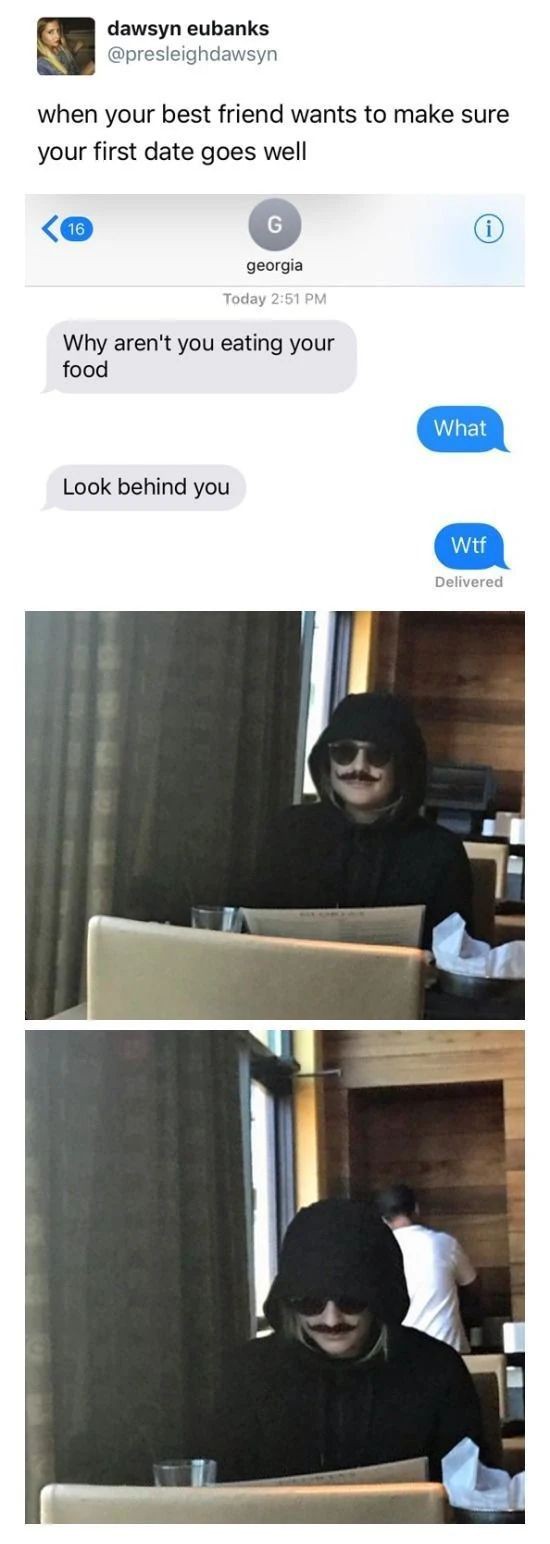 dawsyn eubanks
@presleighdawsyn
when your best friend wants to make sure
your first date goes well
16
G
i
georgia
Today 2:51 PM
Why aren't you eating your
food
What
Look behind you
Wtf
Delivered